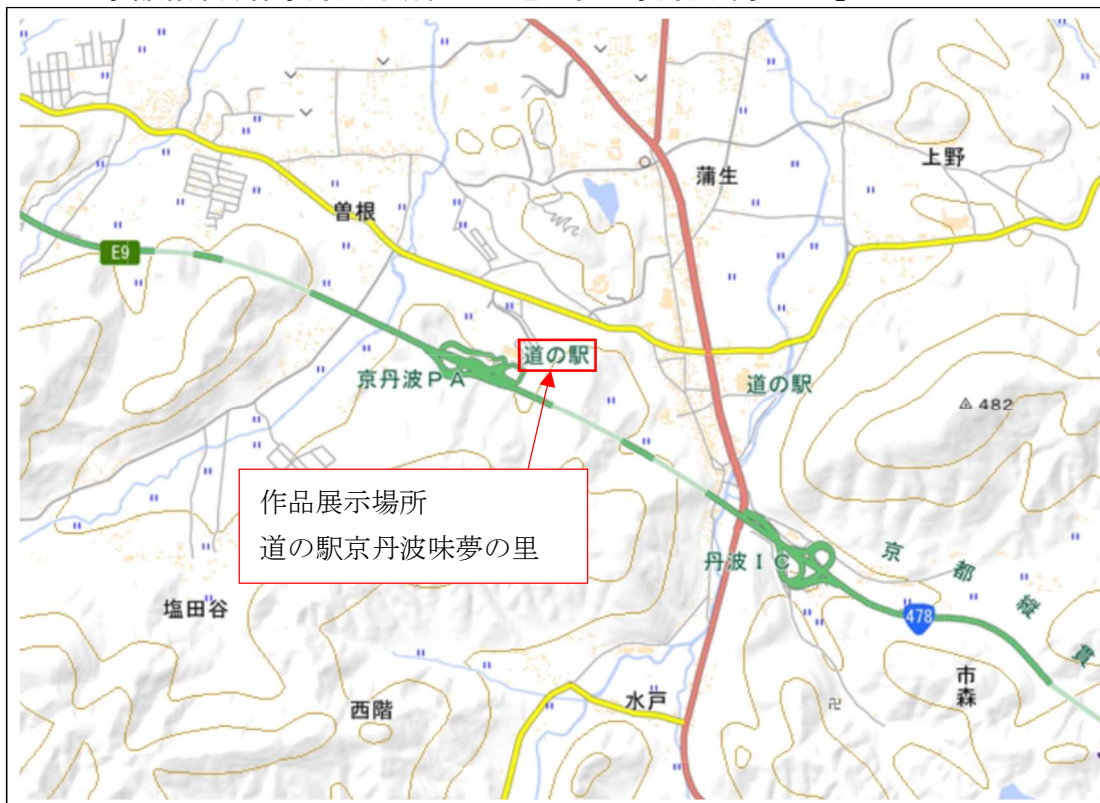 上野
蒲生
曽根
E9
道の駅
京丹波PA
道の駅
482
作品展示場所
道の駅京丹波味夢の里
丹波IC
京都縦貫
塩田谷
478
市森
西階
水戸